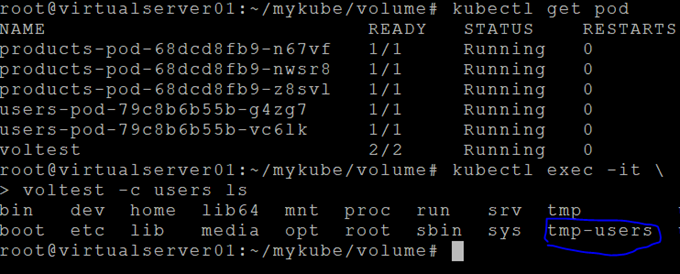 root@virtualserver01:~/mykube/volume# kubectl get pod
NAME READY STATUS RESTARTS
products-pod-68dcd8fb9-n67vf 1/1 Running 0
products-pod-68dcd8fb9-nwsr8 1/1 Running 0
products-pod-68dcd8fb9-z8svl 1/1 Running 0
users-pod-79c8b6b55b-g4zg7 1/1 Running 0
users-pod-79c8b6b55b-vc6lk 1/1 Running 0
voltest 2/2 Running 0
root@virtualserver01:~/mykube/volume# kubectl exec -it \
> voltest -c users ls
bin dev home lib64 mnt proc run srv tmp
boot etc lib media opt root sbin sys tmp-users
root@virtualserver01:~/mykube/volume#